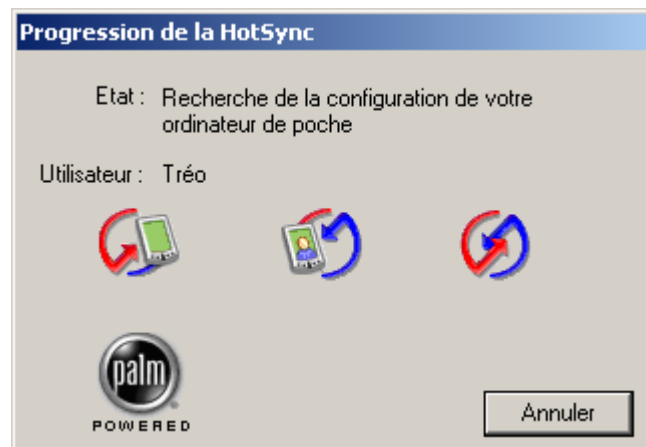 Progression de la HotSync
Etat : Recherche de la configuration de votre
ordinateur de poche
Utilisateur : Tréo
palm
POWERED
Annuler